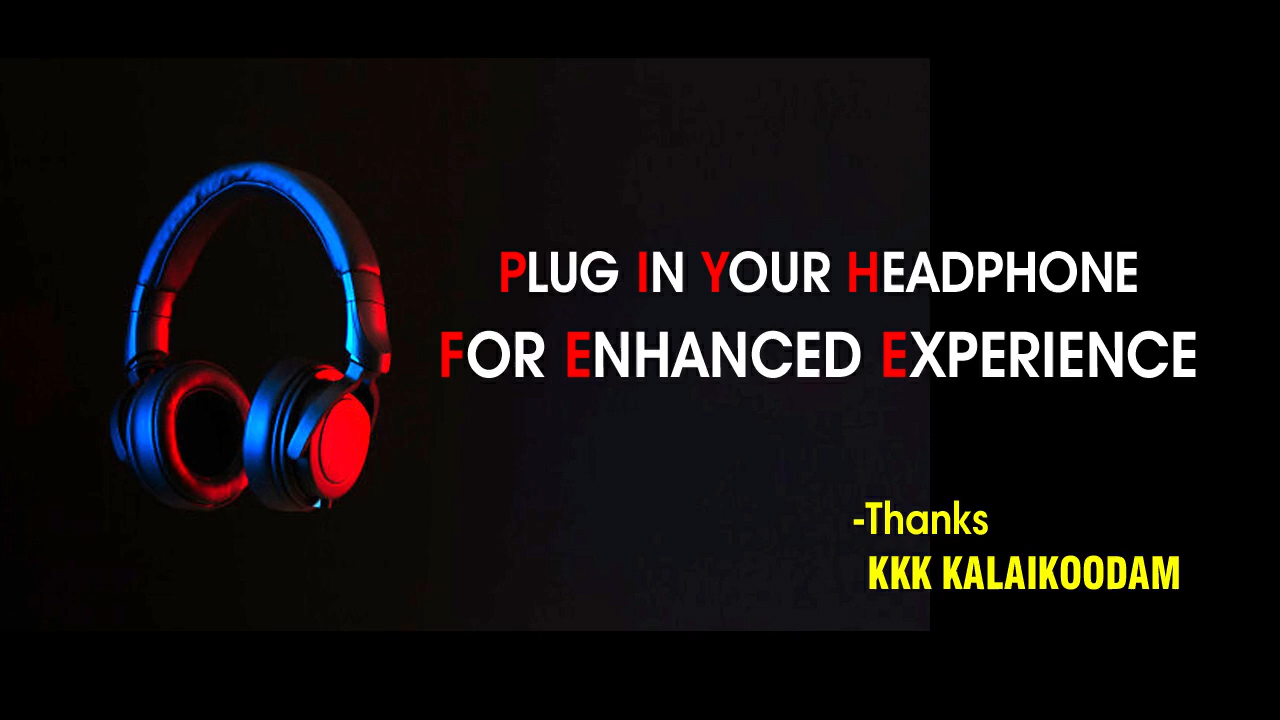 PLUG IN YOUR HEADPHONE
FOR ENHANCED EXPERIENCE
-Thanks
KKK KALAIKOODAM